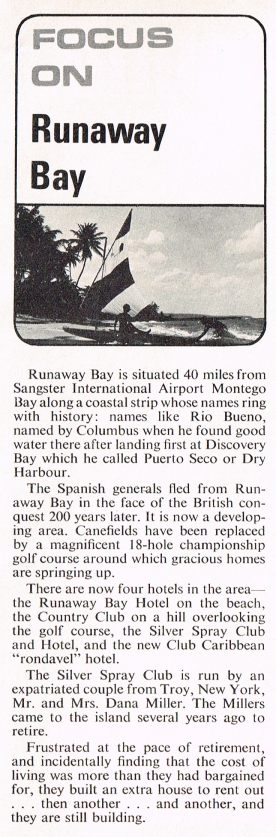 FOCUS
ON
Runaway
Bay
Runaway Bay is situated 40 miles from
Sangster International Airport Montego
Bay along a coastal strip whose names ring
with history: names like Rio Bueno,
named by Columbus when he found good
water there after landing first at Discovery
Bay which he called Puerto Seco or Dry
Harbour.
The Spanish generals fled from Run-
away Bay in the face of the British con-
quest 200 years later. It is now a develop-
ing area. Canefields have been replaced
by a magnificent 18-hole championship
golf course around which gracious homes
are springing up.
There are now four hotels in the area—
the Runaway Bay Hotel on the beach,
the Country Club on a hill overlooking
the golf course, the Silver Spray Club
and Hotel, and the new Club Caribbean
"rondavel" hotel.
The Silver Spray Club is run by an
expatriated couple from Troy, New York,
Mr. and Mrs. Dana Miller. The Millers
came to the island several years ago to
retire.
Frustrated at the pace of retirement,
and incidentally finding that the cost of
living was more than they had bargained
for, they built an extra house to rent out
. . . then another . . . and another, and
they are still building.